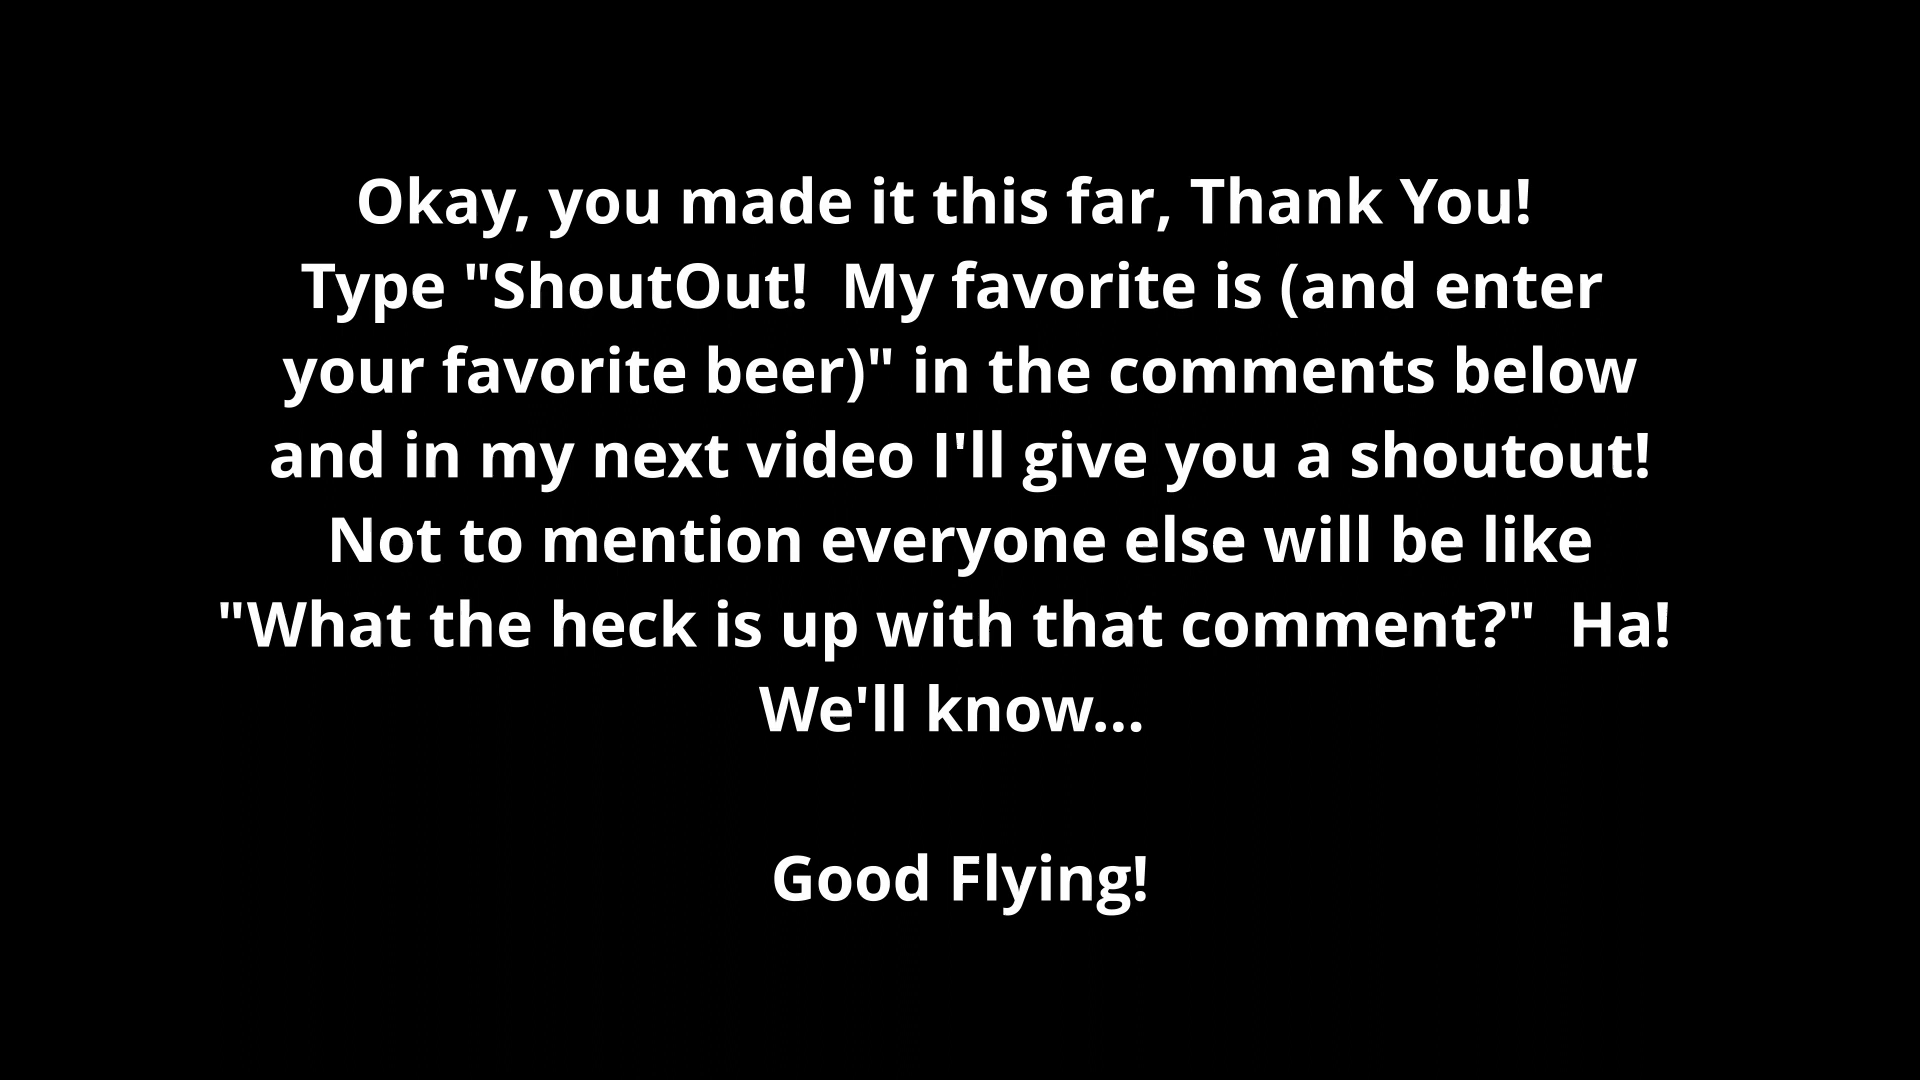 Okay, you made it this far, Thank You!
Type "ShoutOut!  My favorite is (and enter
your favorite beer)" in the comments below
and in my next video I'll give you a shoutout!
Not to mention everyone else will be like
"What the heck is up with that comment?"  Ha!
We'll know...
Good Flying!